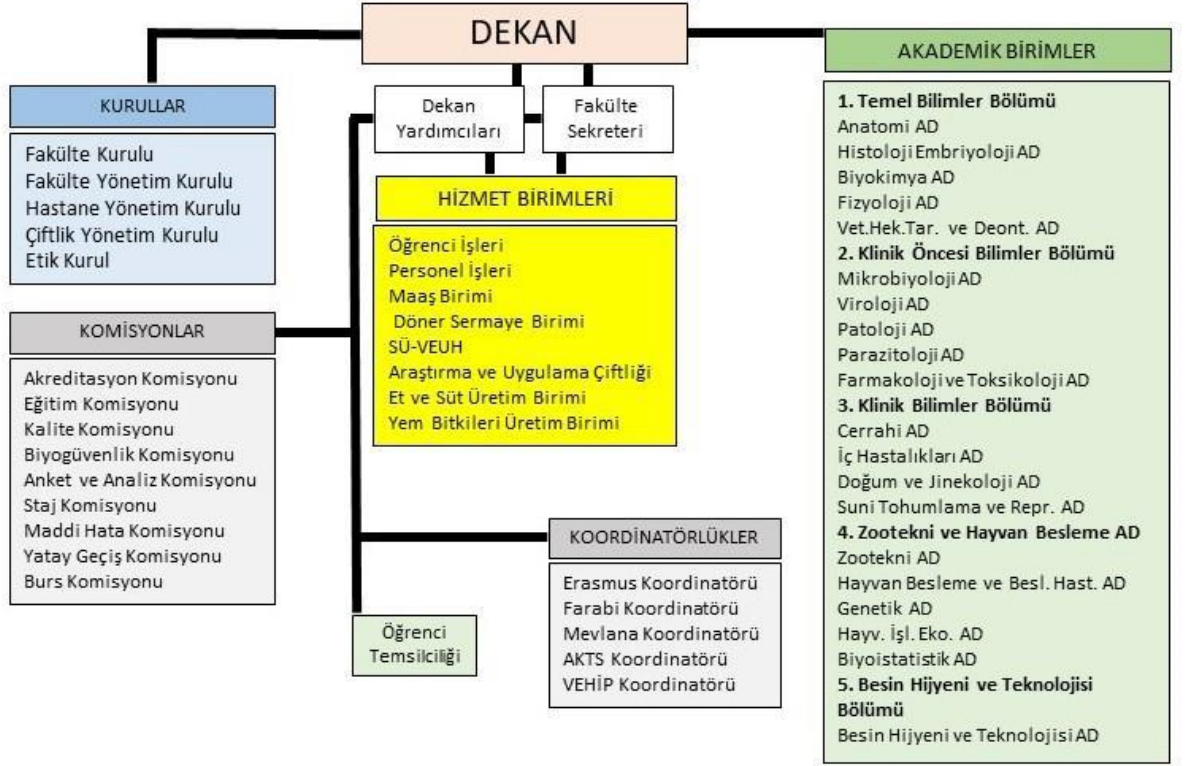 DEKAN
KURULLAR
Fakülte Kurulu
Fakülte Yönetim Kurulu
Hastane Yönetim Kurulu
Çiftlik Yönetim Kurulu
Etik Kurul
KOMİSYONLAR
Akreditasyon Komisyonu
Eğitim Komisyonu
Kalite Komisyonu
Biyogüvenlik Komisyonu
Anket ve Analiz Komisyonu
Staj Komisyonu
Maddi Hata Komisyonu
Yatay Geçiş Komisyonu
Burs Komisyonu
Dekan
Yardımcıları
Fakülte
Sekreteri
HİZMET BİRİMLERİ
Öğrenci İşleri
Personel İşleri
Maaş Birimi
Döner Sermaye Birimi
SÜ-VEUH
Araştırma ve Uygulama Çiftliği
Et ve Süt Üretim Birimi
Yem Bitkileri Üretim Birimi
KOORDİNATÖRLÜKLER
Erasmus Koordinatörü
Farabi Koordinatörü
Mevlana Koordinatörü
AKTS Koordinatörü
VEHİP Koordinatörü
Öğrenci
Temsilciliği
AKADEMİK BİRİMLER
1. Temel Bilimler Bölümü
Anatomi AD
Histoloji Embriyoloji AD
Biyokimya AD
Fizyoloji AD
Vet.Hek.Tar. ve Deont. AD
2. Klinik Öncesi Bilimler Bölümü
Mikrobiyoloji AD
Viroloji AD
Patoloji AD
Parazitoloji AD
Farmakoloji ve Toksikoloji AD
3. Klinik Bilimler Bölümü
Cerrahi AD
İç Hastalıkları AD
Doğum ve Jinekoloji AD
Suni Tohumlama ve Repr. AD
4. Zootekni ve Hayvan Besleme AD
Zootekni AD
Hayvan Besleme ve Besl. Hast. AD
Genetik AD
Hayv. İşl. Eko. AD
Biyoistatistik AD
5. Besin Hijyeni ve Teknolojisi
Bölümü
Besin Hijyeni ve Teknolojisi AD